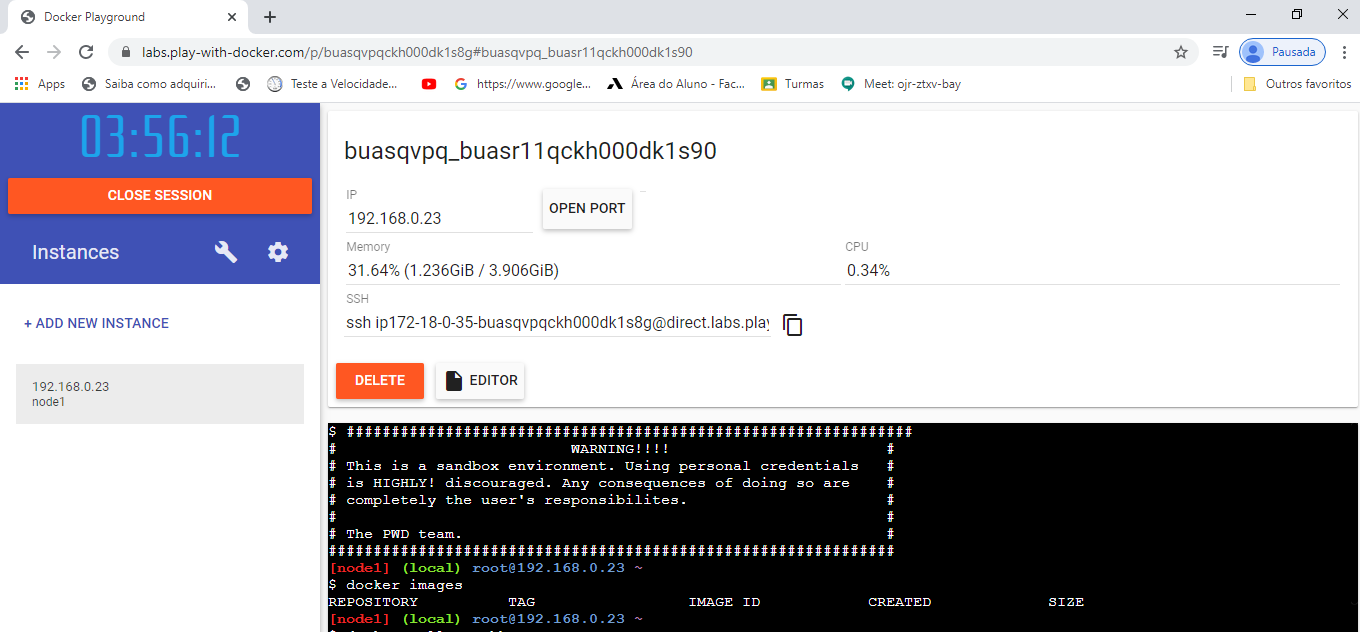 Docker Playground
labs.play-with-docker.com/p/buasqvpqckh000dk1s8g#buasqvpq_buasr11qckh000dk1s90
Pausada
Apps Saiba como adquiri... Teste a Velocidade... https://www.google... Área do Aluno - Fac... Turmas Meet: ojr-ztxv-bay Outros favoritos
03:56:12
CLOSE SESSION
Instances
+ ADD NEW INSTANCE
192.168.0.23
node1
buasqvpq_buasr11qckh000dk1s90
IP
192.168.0.23
OPEN PORT
Memory
31.64% (1.236GiB / 3.906GiB)
CPU
0.34%
SSH
ssh ip172-18-0-35-buasqvpqckh000dk1s8g@direct.labs.play
DELETE
EDITOR
$ ###############################################################
# WARNING!!!! #
# This is a sandbox environment. Using personal credentials #
# is HIGHLY! discouraged. Any consequences of doing so are #
# completely the user's responsibilites. #
# #
# The PWD team. #
###############################################################
[node1] (local) root@192.168.0.23 ~
$ docker images
REPOSITORY TAG IMAGE ID CREATED SIZE
[node1] (local) root@192.168.0.23 ~